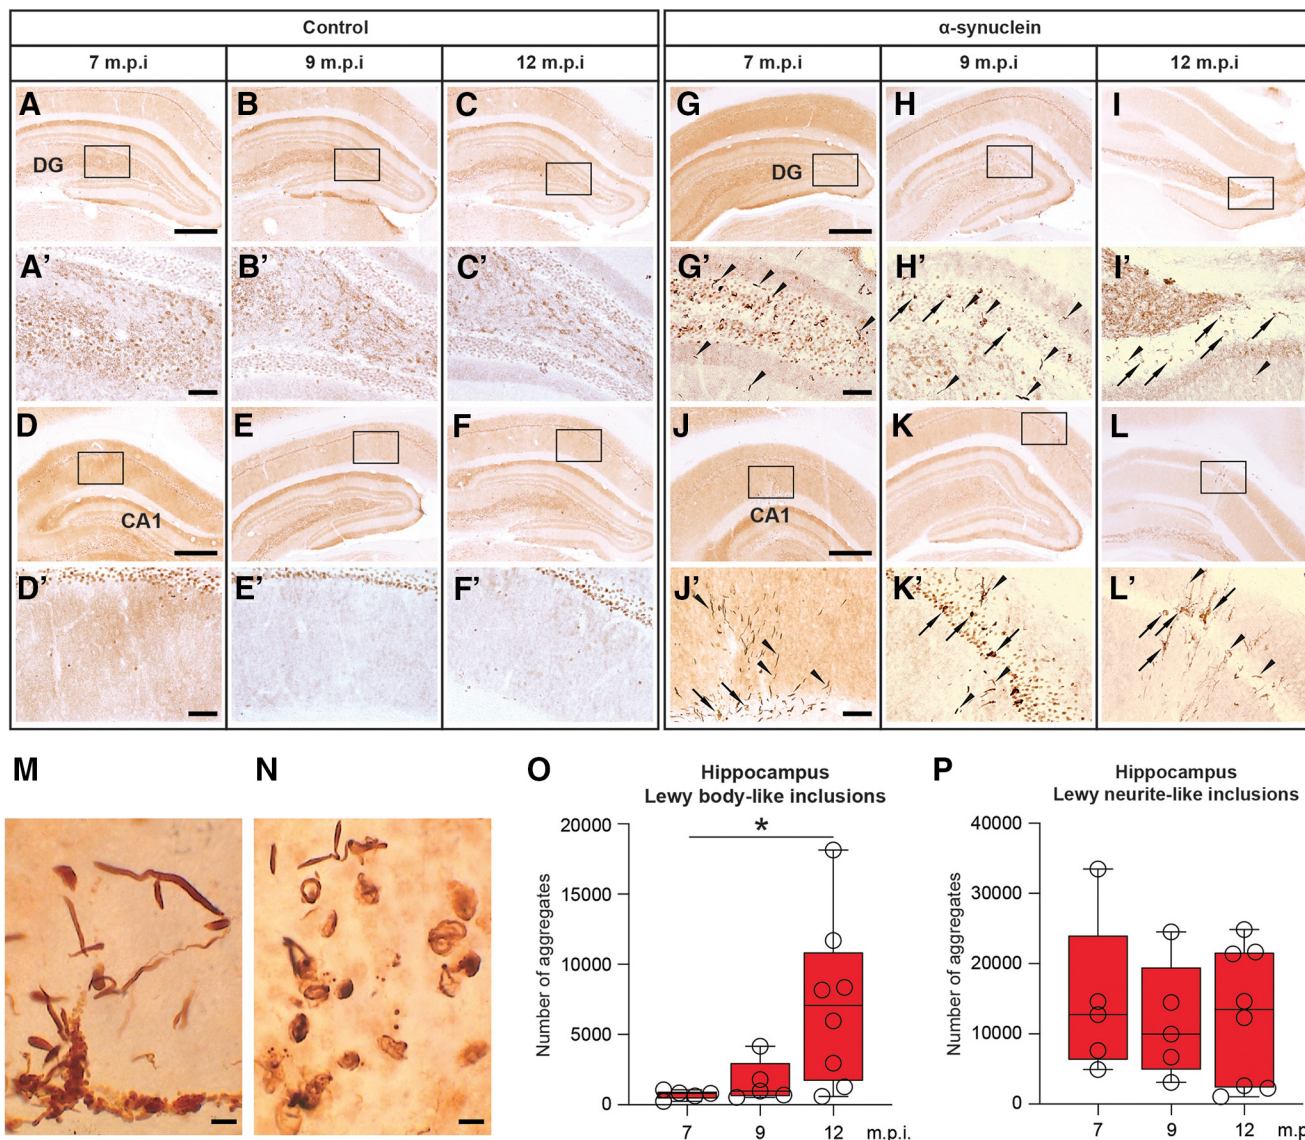 Control
α-synuclein
7 m.p.i
9 m.p.i
12 m.p.i
7 m.p.i
9 m.p.i
12 m.p.i
A
B
C
G
H
I
DG
DG
A’
B’
C’
G’
H’
I’
D
E
F
J
K
L
CA1
CA1
D’
E’
F’
J’
K’
L’
M
N
O
P
Hippocampus
Lewy body-like inclusions
*
Number of aggregates
20000
15000
10000
5000
0
7
9
12
m.p.i.
Hippocampus
Lewy neurite-like inclusions
Number of aggregates
40000
30000
20000
10000
0
7
9
12
m.p